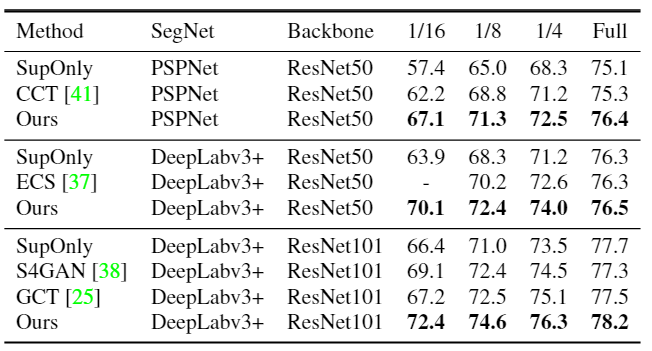 Method SegNet Backbone 1/16 1/8 1/4 Full
SupOnly PSPNet ResNet50 57.4 65.0 68.3 75.1
CCT [41] PSPNet ResNet50 62.2 68.8 71.2 75.3
Ours PSPNet ResNet50 67.1 71.3 72.5 76.4
SupOnly DeepLabv3+ ResNet50 63.9 68.3 71.2 76.3
ECS [37] DeepLabv3+ ResNet50 - 70.2 72.6 76.3
Ours DeepLabv3+ ResNet50 70.1 72.4 74.0 76.5
SupOnly DeepLabv3+ ResNet101 66.4 71.0 73.5 77.7
S4GAN [38] DeepLabv3+ ResNet101 69.1 72.4 74.5 77.3
GCT [25] DeepLabv3+ ResNet101 67.2 72.5 75.1 77.5
Ours DeepLabv3+ ResNet101 72.4 74.6 76.3 78.2